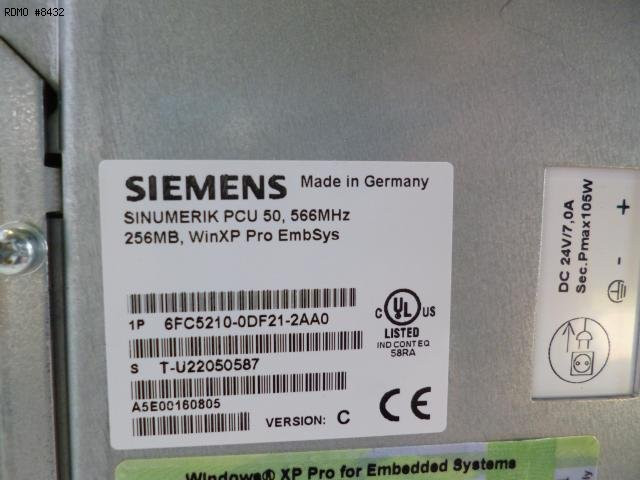 RDMO #8432
SIEMENS Made in Germany
SINUMERIK PCU 50, 566MHz
256MB, WinXP Pro EmbSys
1P 6FC5210-0DF21-2AA0
S T-U22050587
A5E00160805
VERSION: C
C UL US
LISTED
IND CONT EQ
58RA
CE
DC 24V/7,0A
Sec.Pmax105W
+
-
Windows® XP Pro for Embedded Systems